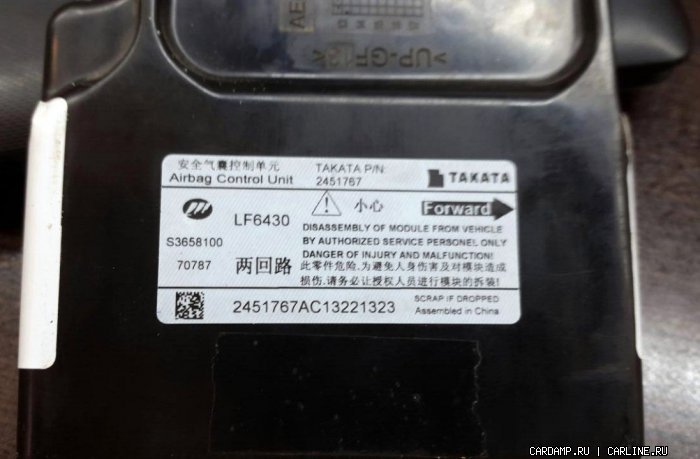 >UP-GF12<
安全气囊控制单元
Airbag Control Unit
TAKATA P/N:
2451767
TAKATA
LF6430
小心
Forward
S3658100
70787
两回路
DISASSEMBLY OF MODULE FROM VEHICLE
BY AUTHORIZED SERVICE PERSONEL ONLY
DANGER OF INJURY AND MALFUNCTION!
此零件危险,为避免人身伤害及对模块造成
损伤,请务必让授权人员进行模块的拆装!
2451767AC13221323
SCRAP IF DROPPED
Assembled in China
CARDAMP.RU | CARLINE.RU